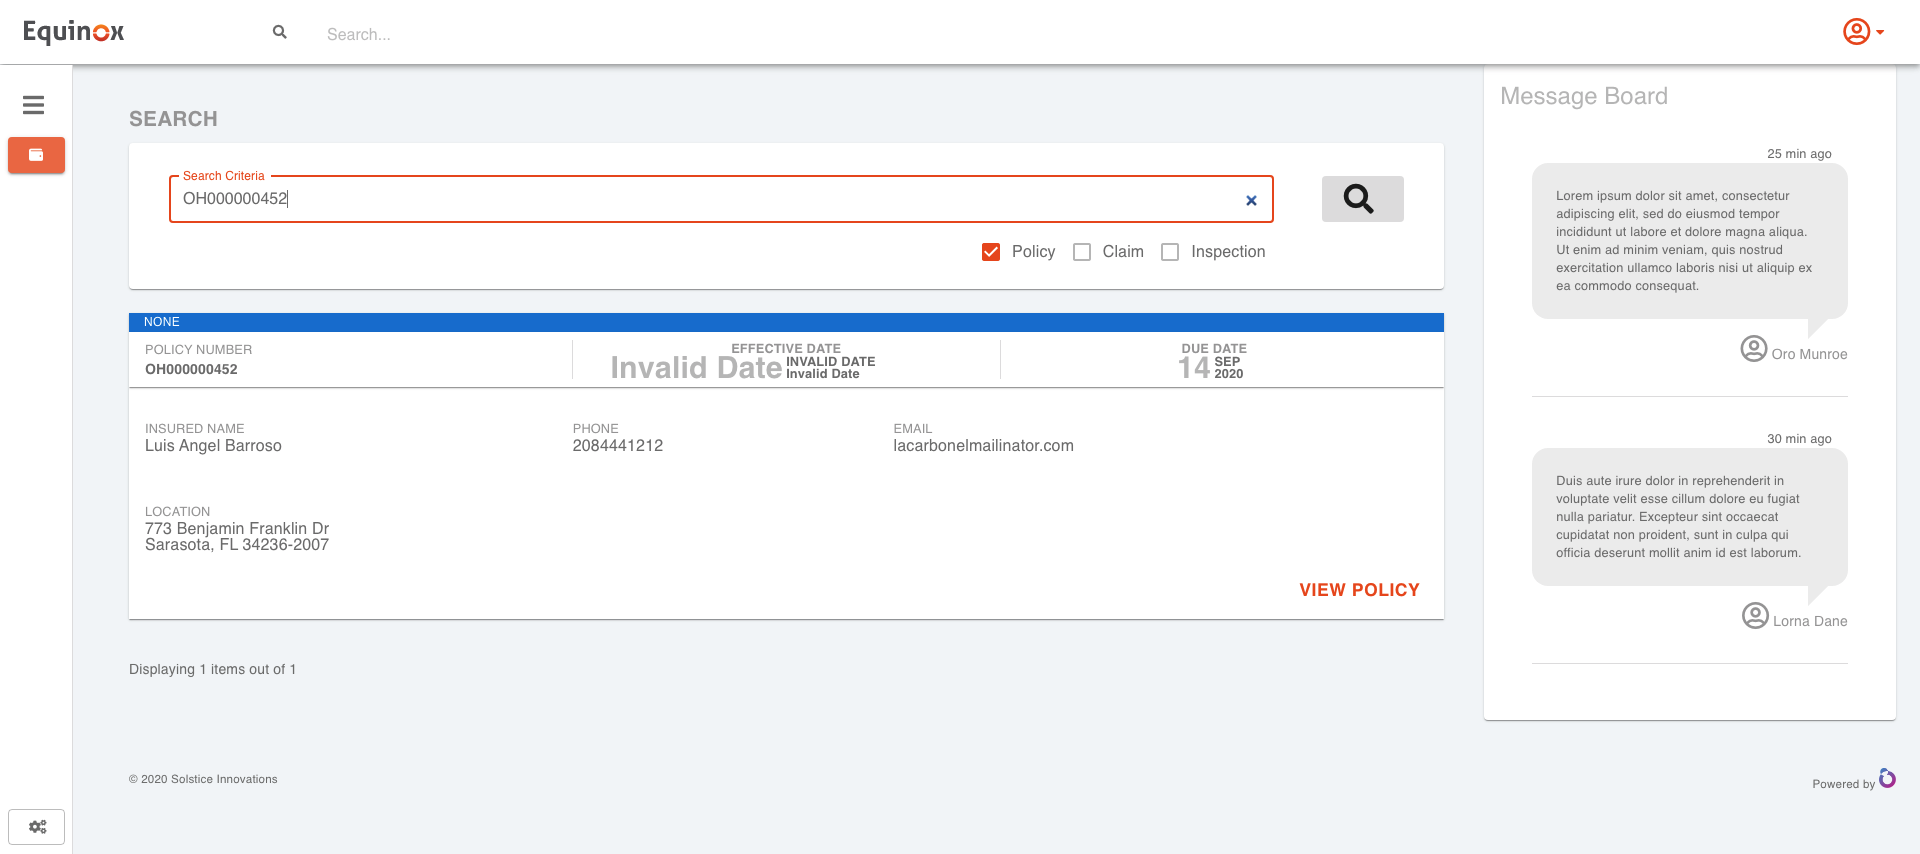 Equinox
Search...
SEARCH
Search Criteria
OH000000452
Policy
Claim
Inspection
NONE
POLICY NUMBER
OH000000452
EFFECTIVE DATE
Invalid Date
INVALID DATE
Invalid Date
DUE DATE
14
SEP
2020
INSURED NAME
Luis Angel Barroso
PHONE
2084441212
EMAIL
lacarbonelmailinator.com
LOCATION
773 Benjamin Franklin Dr
Sarasota, FL 34236-2007
VIEW POLICY
Displaying 1 items out of 1
Message Board
25 min ago
Lorem ipsum dolor sit amet, consectetur
adipiscing elit, sed do eiusmod tempor
incididunt ut labore et dolore magna aliqua.
Ut enim ad minim veniam, quis nostrud
exercitation ullamco laboris nisi ut aliquip ex
ea commodo consequat.
Oro Munroe
30 min ago
Duis aute irure dolor in reprehenderit in
voluptate velit esse cillum dolore eu fugiat
nulla pariatur. Excepteur sint occaecat
cupidatat non proident, sunt in culpa qui
officia deserunt mollit anim id est laborum.
Lorna Dane
© 2020 Solstice Innovations
Powered by